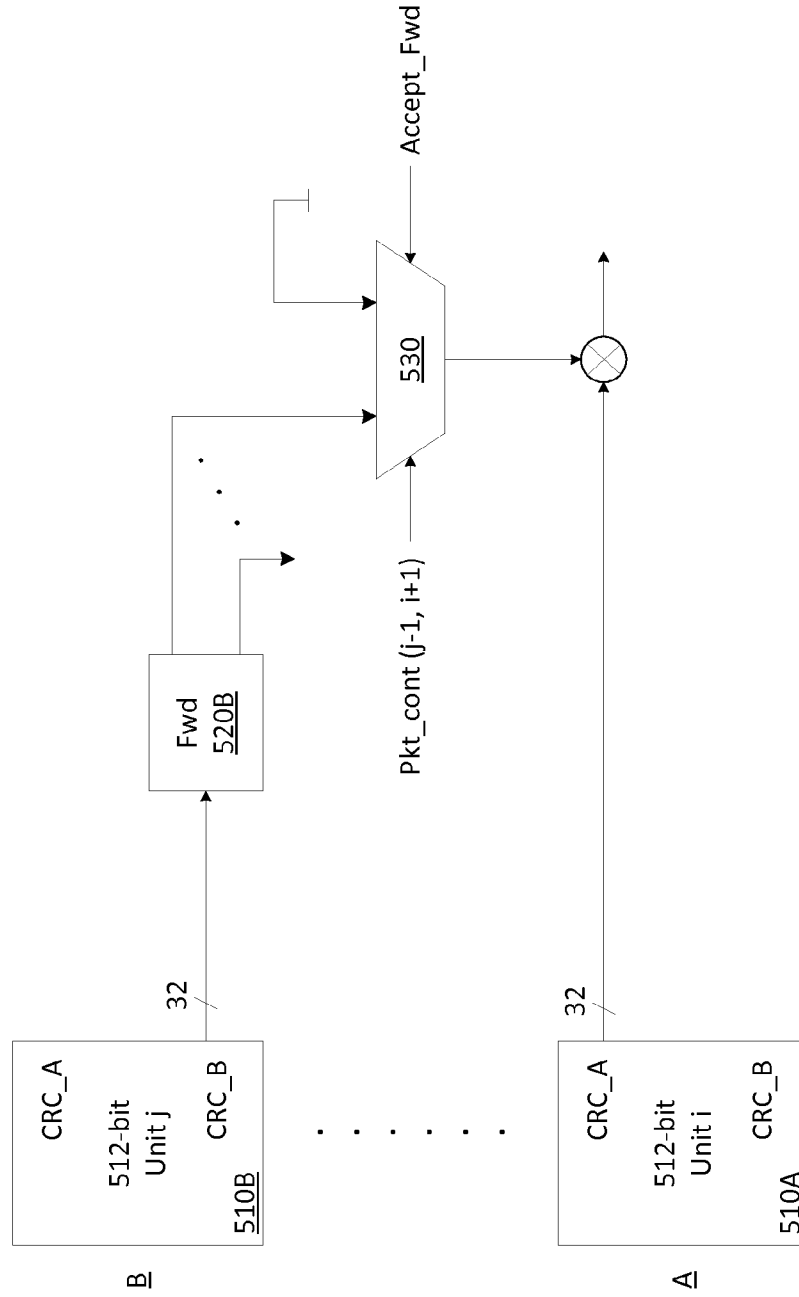 B
CRC_A
512-bit
Unit j
CRC_B
510B
32
Fwd
520B
Pkt_cont (j-1, i+1)
530
Accept_Fwd
A
CRC_A
512-bit
Unit i
CRC_B
510A
32